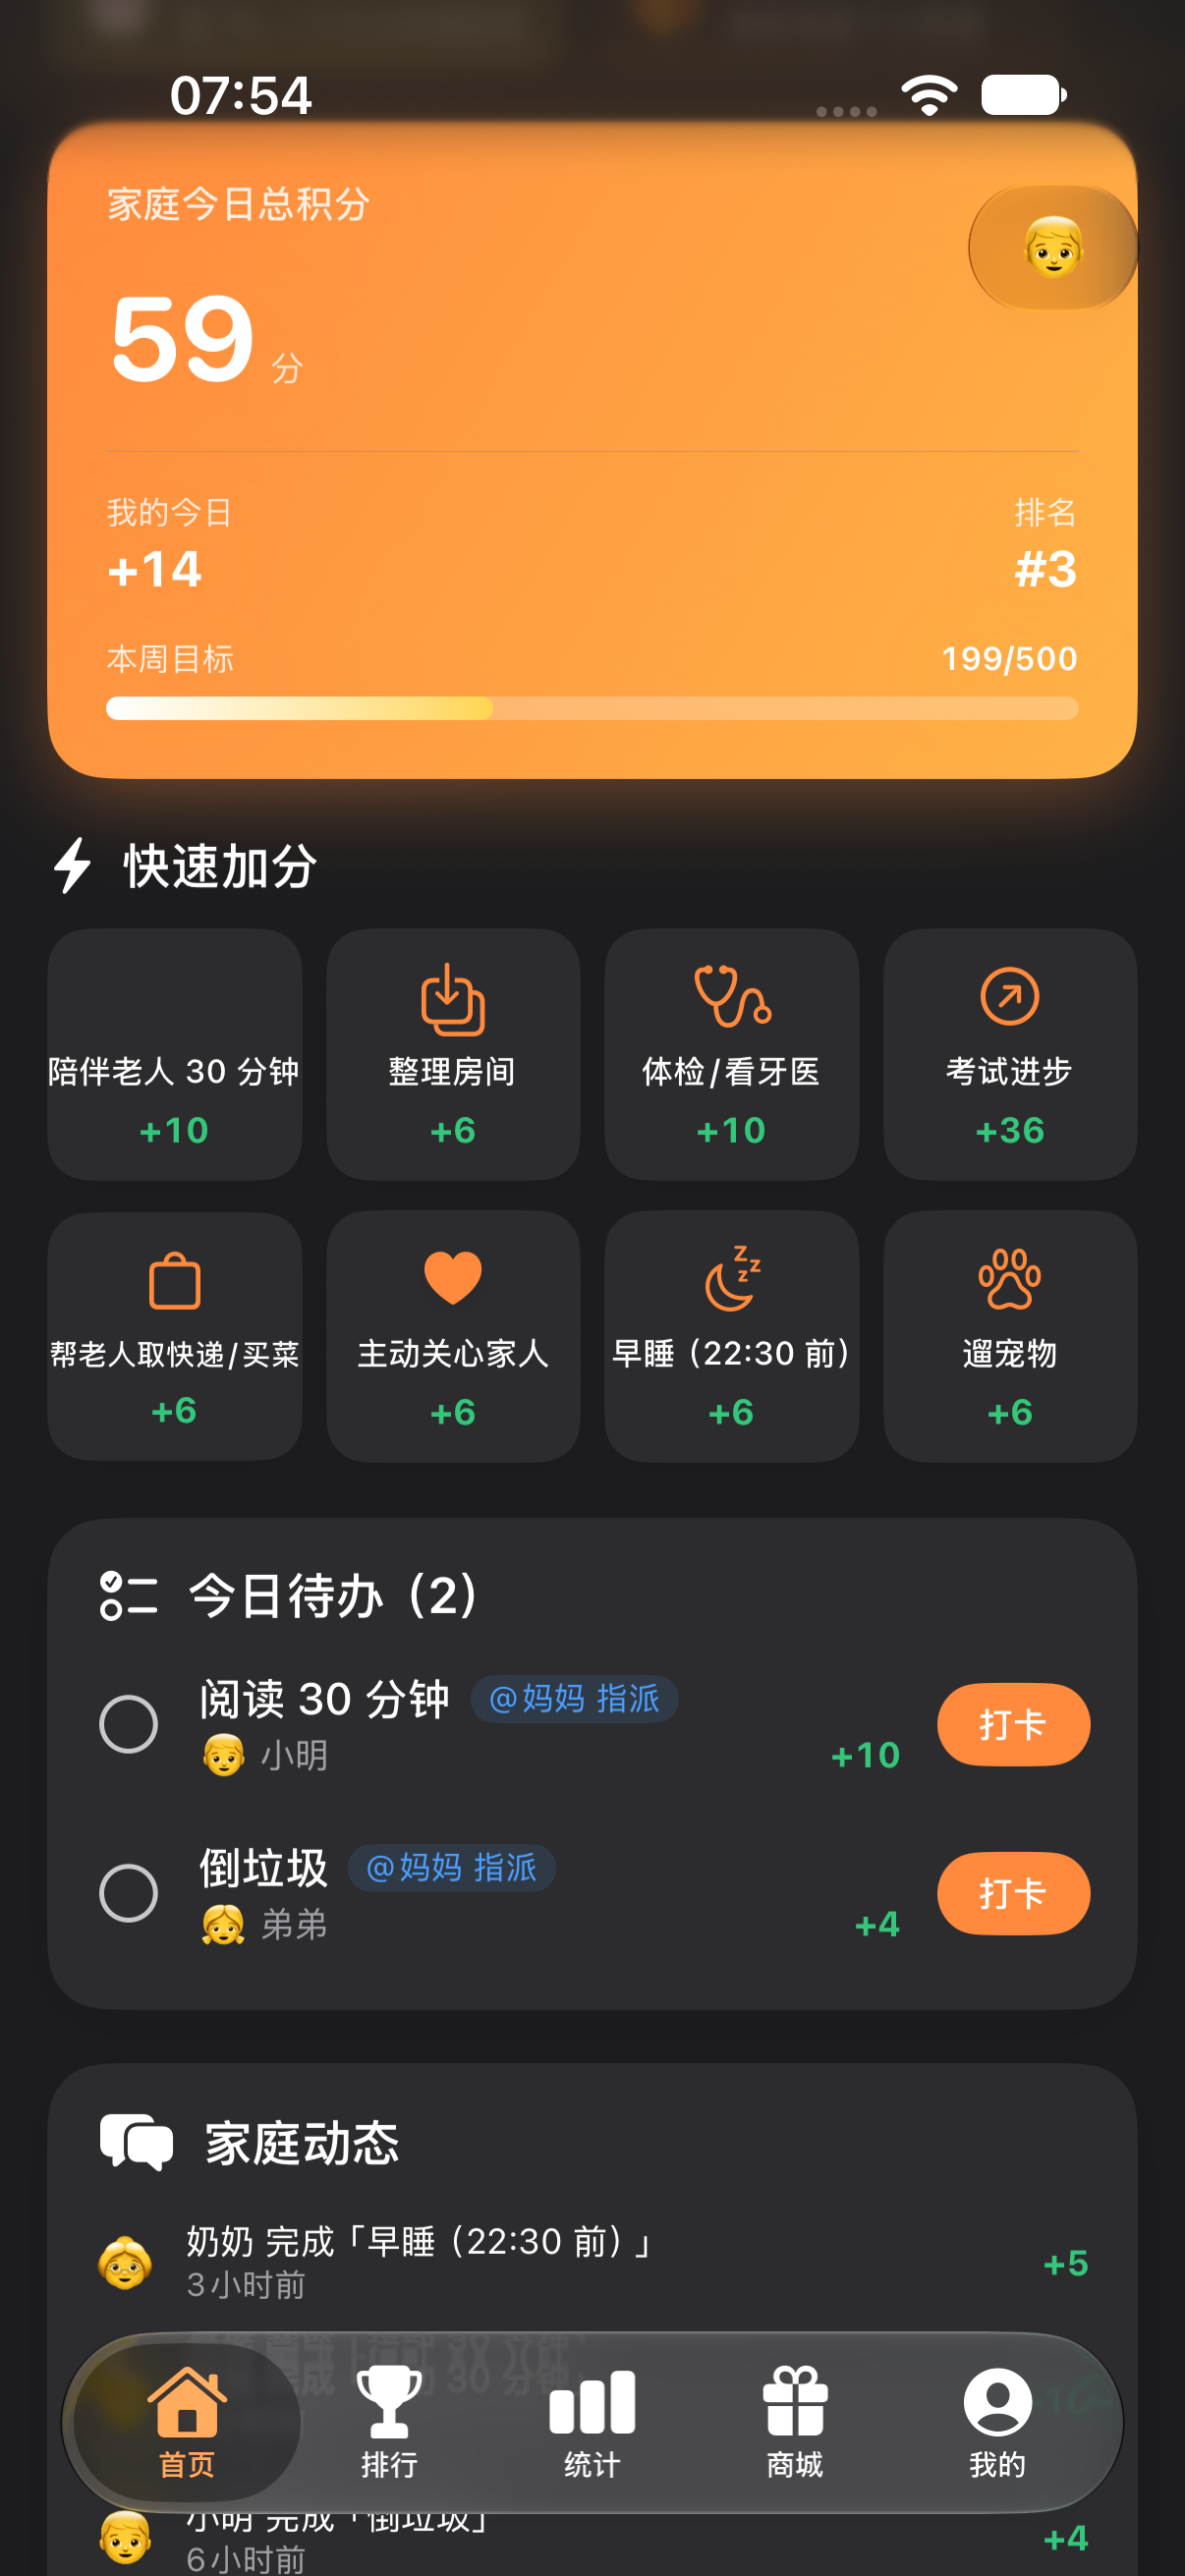 07:54
家庭今日总积分
59 分
我的今日 排名
+14 #3
本周目标 199/500
快速加分
陪伴老人 30 分钟 整理房间 体检/看牙医 考试进步
+10 +6 +10 +36
帮老人取快递/买菜 主动关心家人 早睡（22:30 前） 遛宠物
+6 +6 +6 +6
今日待办（2）
阅读 30 分钟 @妈妈 指派
小明 +10 打卡
倒垃圾 @妈妈 指派
弟弟 +4 打卡
家庭动态
奶奶 完成「早睡（22:30 前）」
3小时前 +5
首页 排行 统计 商城 我的
小明 完成「倒垃圾」
6小时前 +4